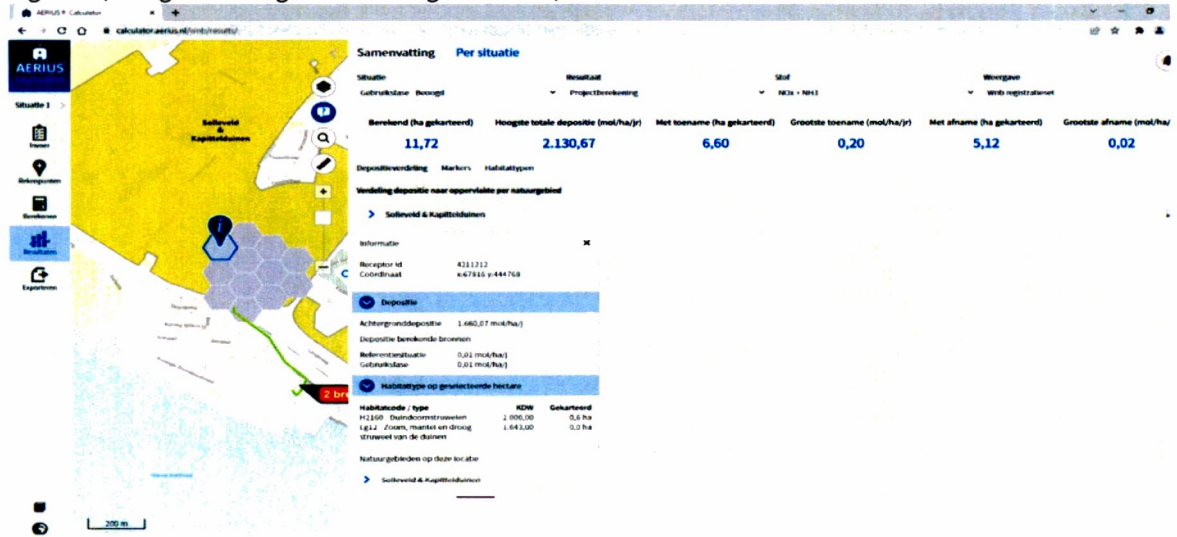 AERIUS® Calculator
calculator.aerius.nl/wnb/results/
AERIUS
Situatie 1
Invoer
Rekenpunten
Berekenen
Resultaten
Exporteren
Solleveld
&
Kapittelduinen
2 bro
200 m
Samenvatting Per situatie
Situatie Resultaat Stof Weergave
Gebruiksfase Beoogd Projectberekening NOx + NH3 Wnb registratieset
Berekend (ha gekarteerd) Hoogste totale depositie (mol/ha/jr) Met toename (ha gekarteerd) Grootste toename (mol/ha/jr) Met afname (ha gekarteerd) Grootste afname (mol/ha/
11,72 2.130,67 6,60 0,20 5,12 0,02
Depositieverdeling Markers Habitattypen
Verdeling depositie naar oppervlakte per natuurgebied
Solleveld & Kapittelduinen
Informatie
Receptor id 4211212
Coördinaat x:67916 y:444768
Depositie
Achtergronddepositie 1.660,07 mol/ha/j
Depositie berekende bronnen
Referentiesituatie 0,01 mol/ha/j
Gebruiksfase 0,01 mol/ha/j
Habitattype op geselecteerde hectare
Habitatcode / type KDW Gekarteerd
H2160 Duindoornstruwelen 2.000,00 0,6 ha
Lg12 Zoom, mantel en droog 1.643,00 0,0 ha
struweel van de duinen
Natuurgebieden op deze locatie
Solleveld & Kapittelduinen